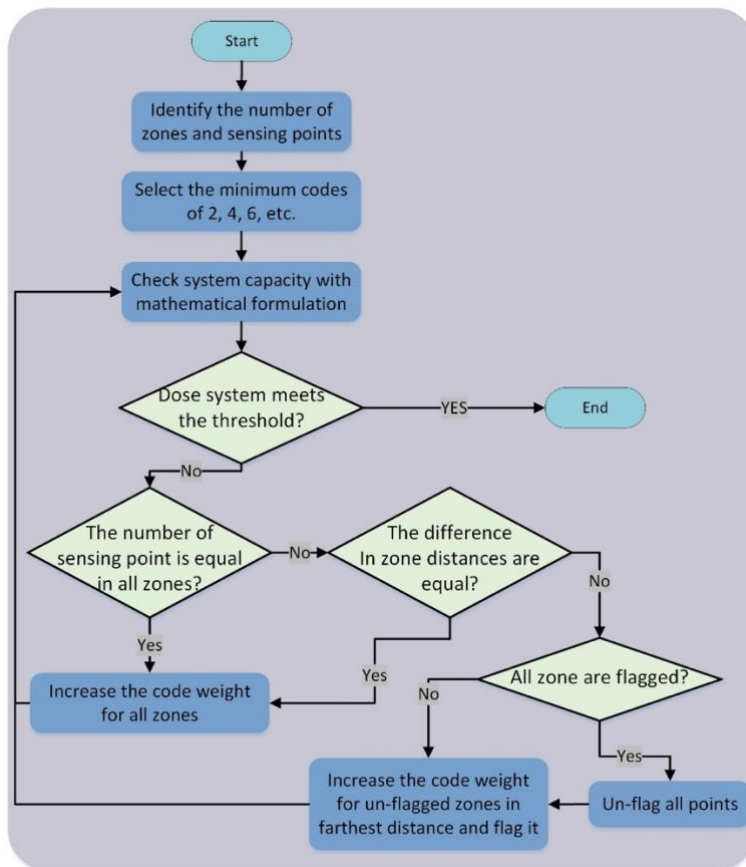 Start
Identify the number of
zones and sensing points
Select the minimum codes
of 2, 4, 6, etc.
Check system capacity with
mathematical formulation
Dose system meets
the threshold?
YES
End
No
The number of
sensing point is equal
in all zones?
No
The difference
In zone distances are
equal?
No
Yes
Yes
Increase the code weight
for all zones
All zone are flagged?
No
Yes
Increase the code weight
for un-flagged zones in
farthest distance and flag it
Un-flag all points